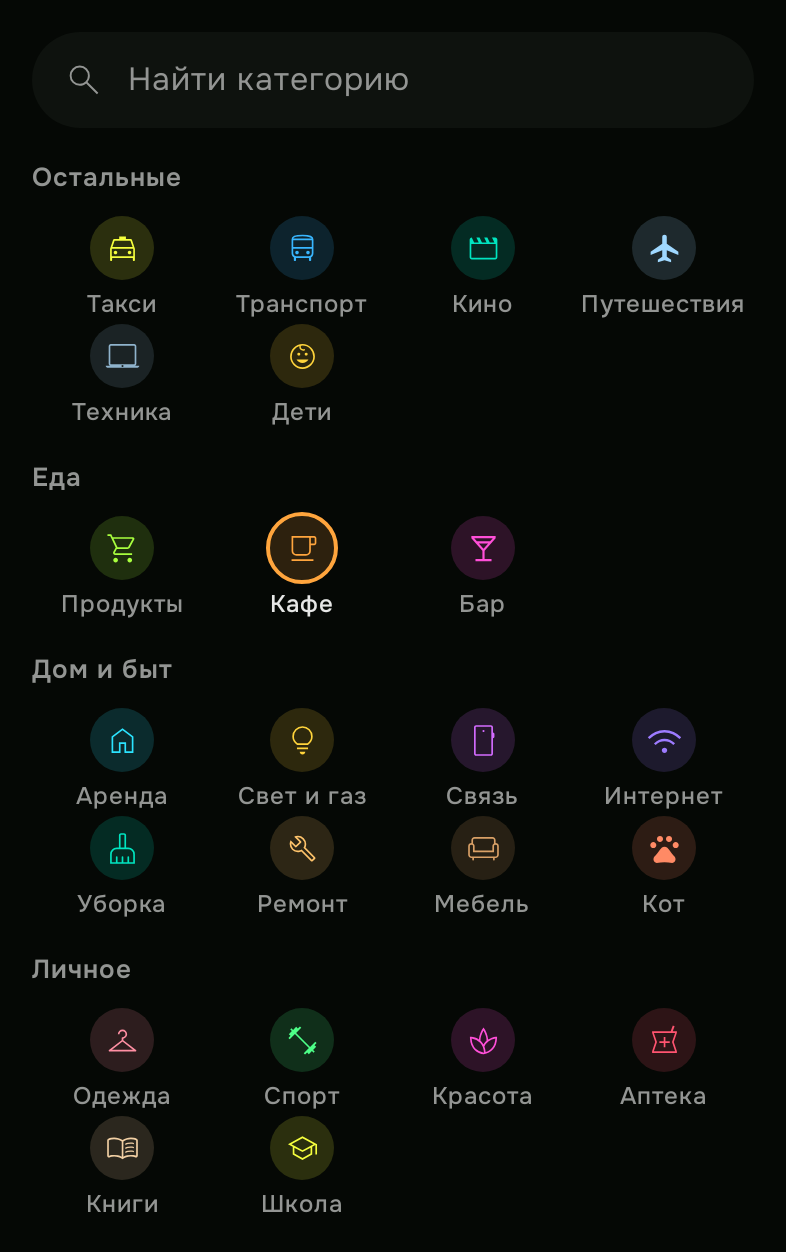 Найти категорию
Остальные
Такси Транспорт Кино Путешествия
Техника Дети
Еда
Продукты Кафе Бар
Дом и быт
Аренда Свет и газ Связь Интернет
Уборка Ремонт Мебель Кот
Личное
Одежда Спорт Красота Аптека
Книги Школа